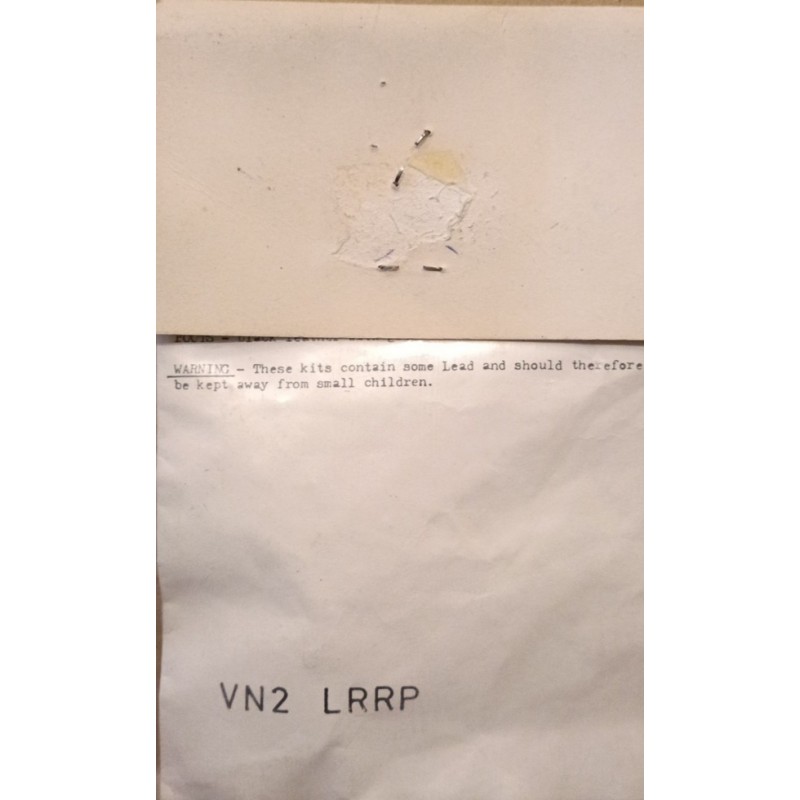 WARNING - These kits contain some Lead and should therefore
be kept away from small children.
VN2 LRRP